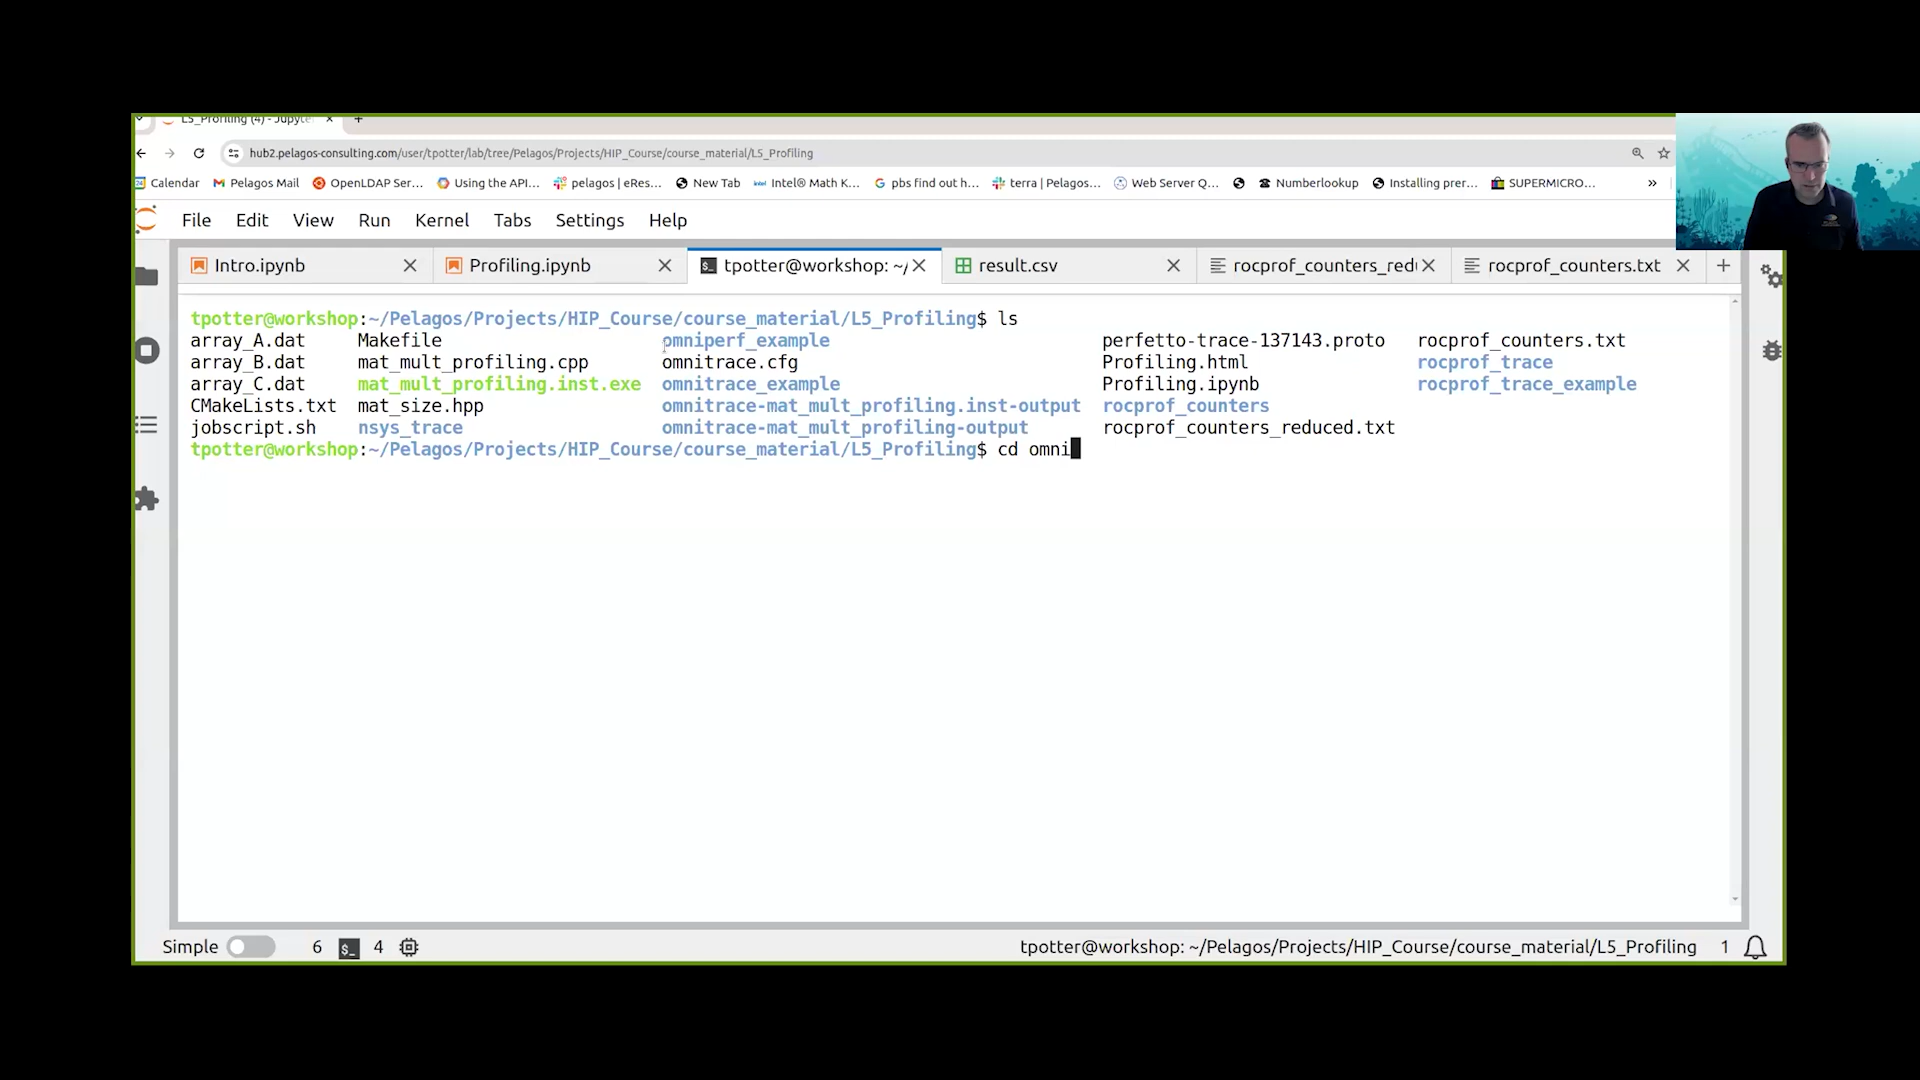 L5_Profiling (4) - Jupyte
hub2.pelagos-consulting.com/user/tpotter/lab/tree/Pelagos/Projects/HIP_Course/course_material/L5_Profiling
Calendar Pelagos Mail OpenLDAP Ser... Using the API... pelagos | eRes... New Tab Intel® Math K... pbs find out h... terra | Pelagos... Web Server Q... Numberlookup Installing prer... SUPERMICRO... »
File Edit View Run Kernel Tabs Settings Help
Intro.ipynb Profiling.ipynb tpotter@workshop: ~/ result.csv rocprof_counters_red rocprof_counters.txt
tpotter@workshop:~/Pelagos/Projects/HIP_Course/course_material/L5_Profiling$ ls
array_A.dat Makefile omniperf_example perfetto-trace-137143.proto rocprof_counters.txt
array_B.dat mat_mult_profiling.cpp omnitrace.cfg Profiling.html rocprof_trace
array_C.dat mat_mult_profiling.inst.exe omnitrace_example Profiling.ipynb rocprof_trace_example
CMakeLists.txt mat_size.hpp omnitrace-mat_mult_profiling.inst-output rocprof_counters
jobscript.sh nsys_trace omnitrace-mat_mult_profiling-output rocprof_counters_reduced.txt
tpotter@workshop:~/Pelagos/Projects/HIP_Course/course_material/L5_Profiling$ cd omni
Simple 6 $_ 4 tpotter@workshop: ~/Pelagos/Projects/HIP_Course/course_material/L5_Profiling 1